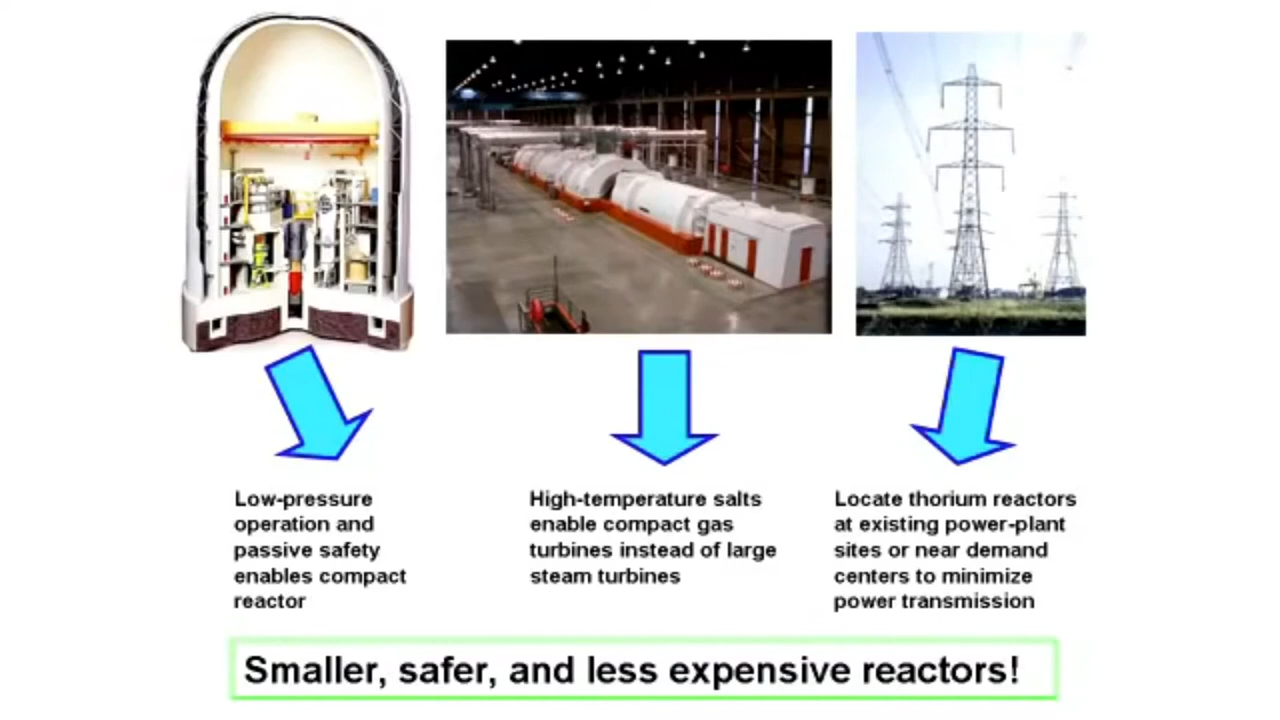 Low-pressure
operation and
passive safety
enables compact
reactor
High-temperature salts
enable compact gas
turbines instead of large
steam turbines
Locate thorium reactors
at existing power-plant
sites or near demand
centers to minimize
power transmission
Smaller, safer, and less expensive reactors!